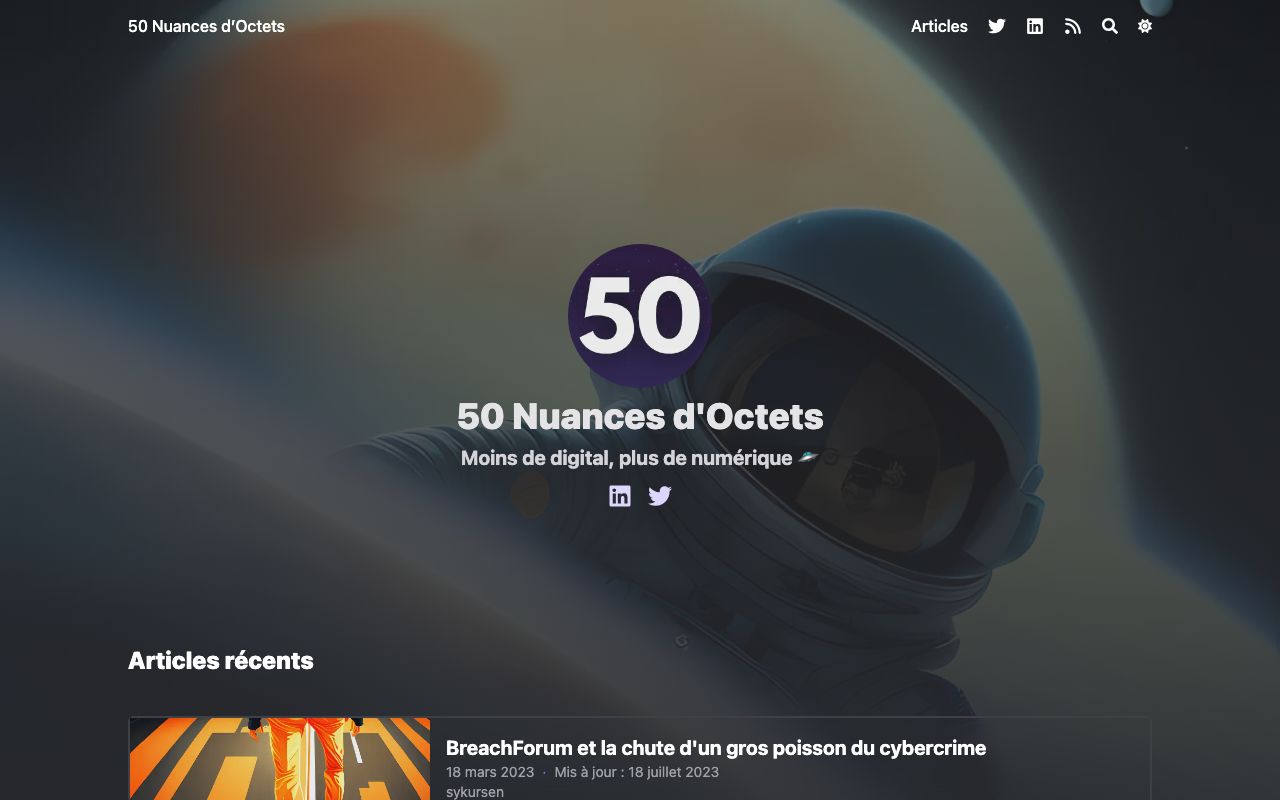 50 Nuances d’Octets
Articles
50
50 Nuances d'Octets
Moins de digital, plus de numérique 🛸
Articles récents
BreachForum et la chute d'un gros poisson du cybercrime
18 mars 2023 · Mis à jour : 18 juillet 2023
sykursen